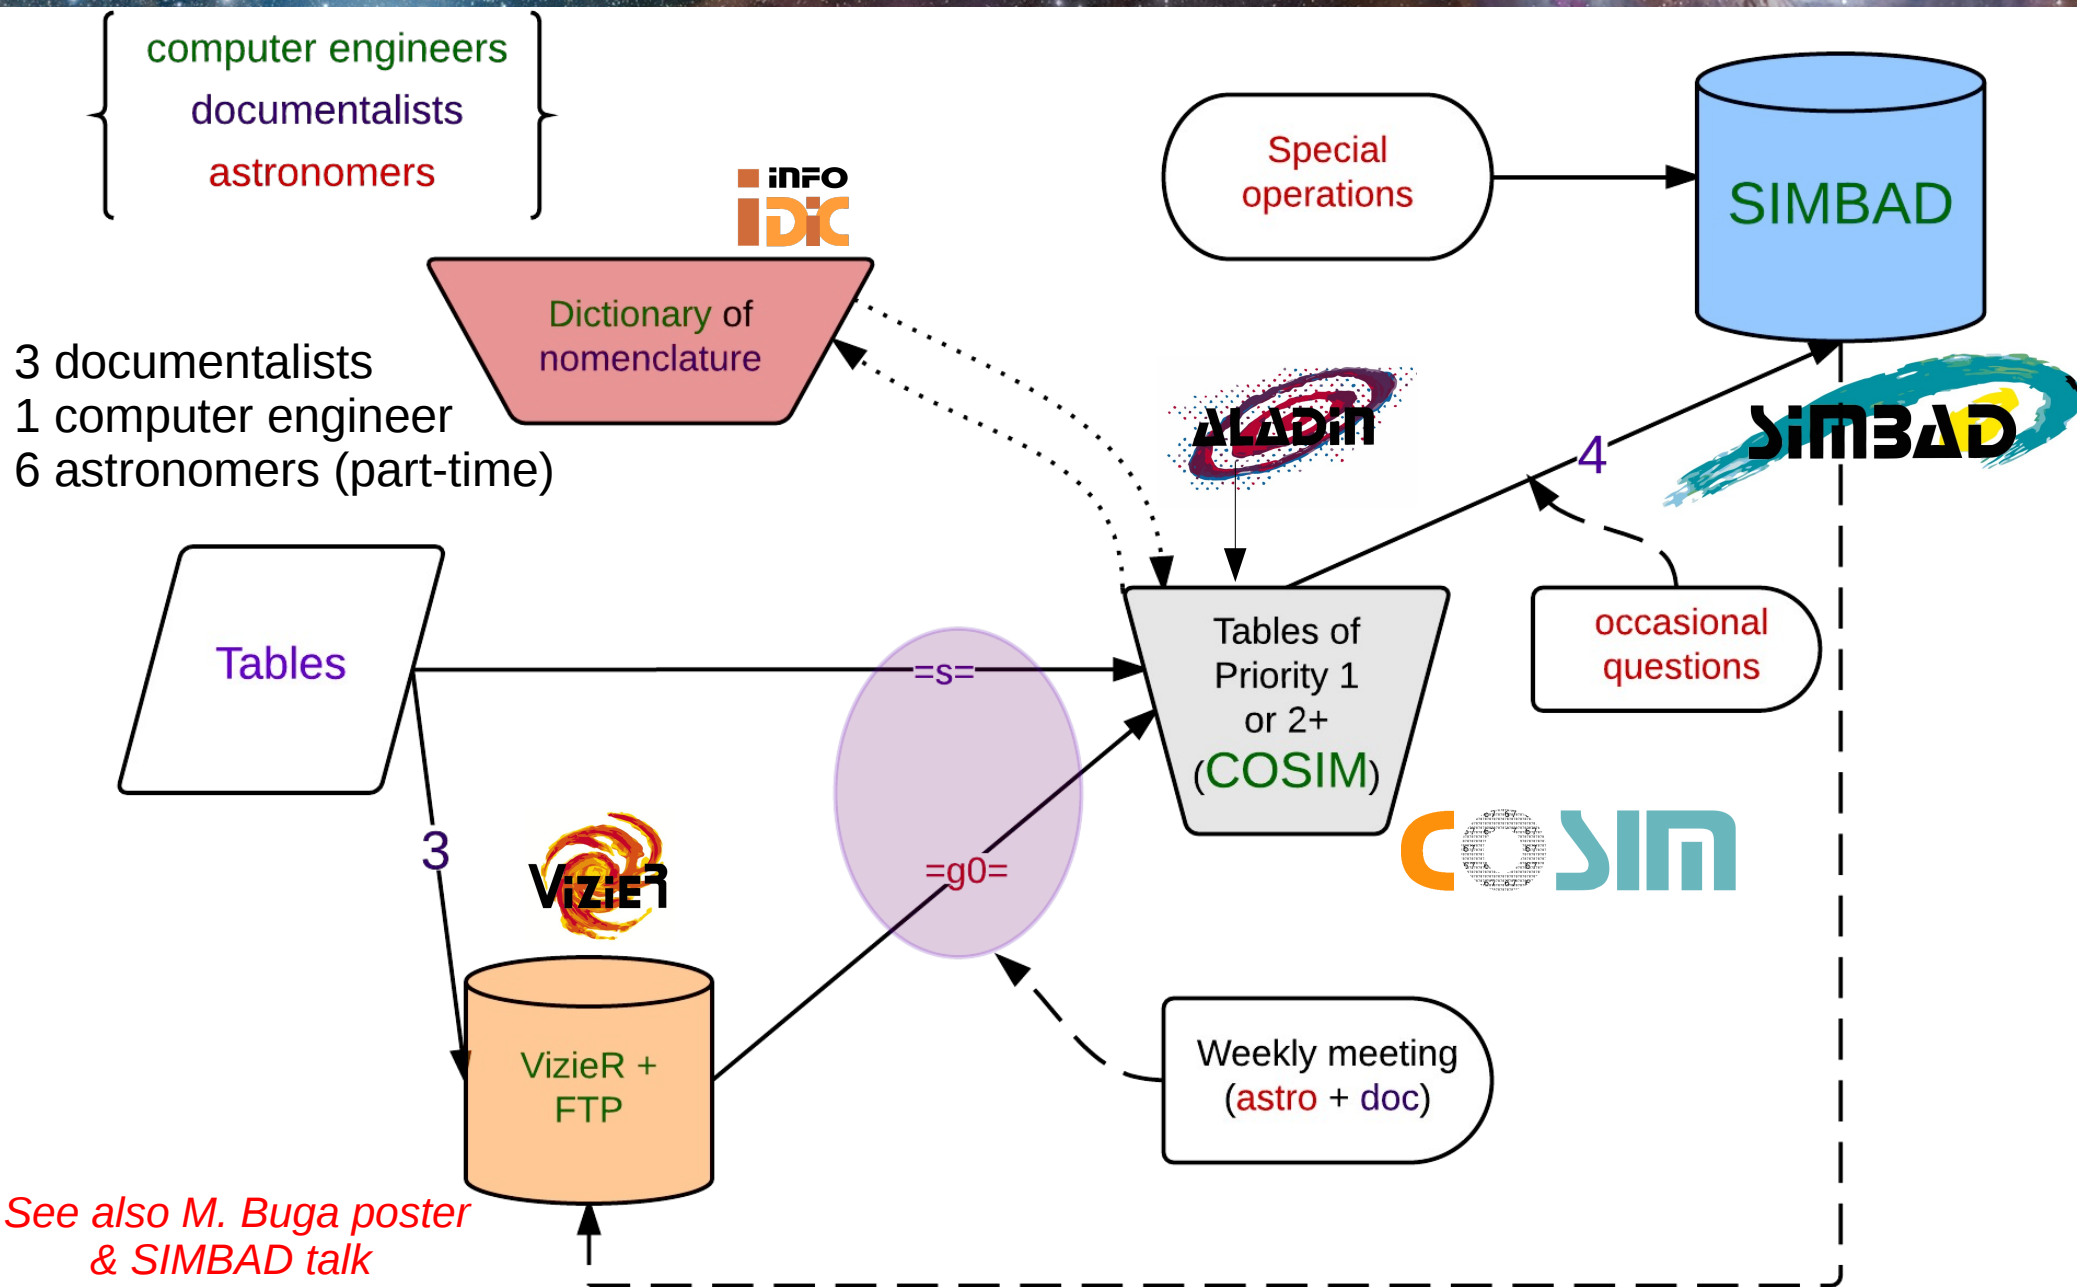 computer engineers
documentalists
astronomers
iNFO
DiC
Special
operations
SIMBAD
Dictionary of
nomenclature
3 documentalists
1 computer engineer
6 astronomers (part-time)
ALADiN
SiMBAD
4
Tables
=s=
Tables of
Priority 1
or 2+
(COSIM)
occasional
questions
3
ViZiER
=g0=
COSIM
VizieR +
FTP
Weekly meeting
(astro + doc)
See also M. Buga poster
& SIMBAD talk